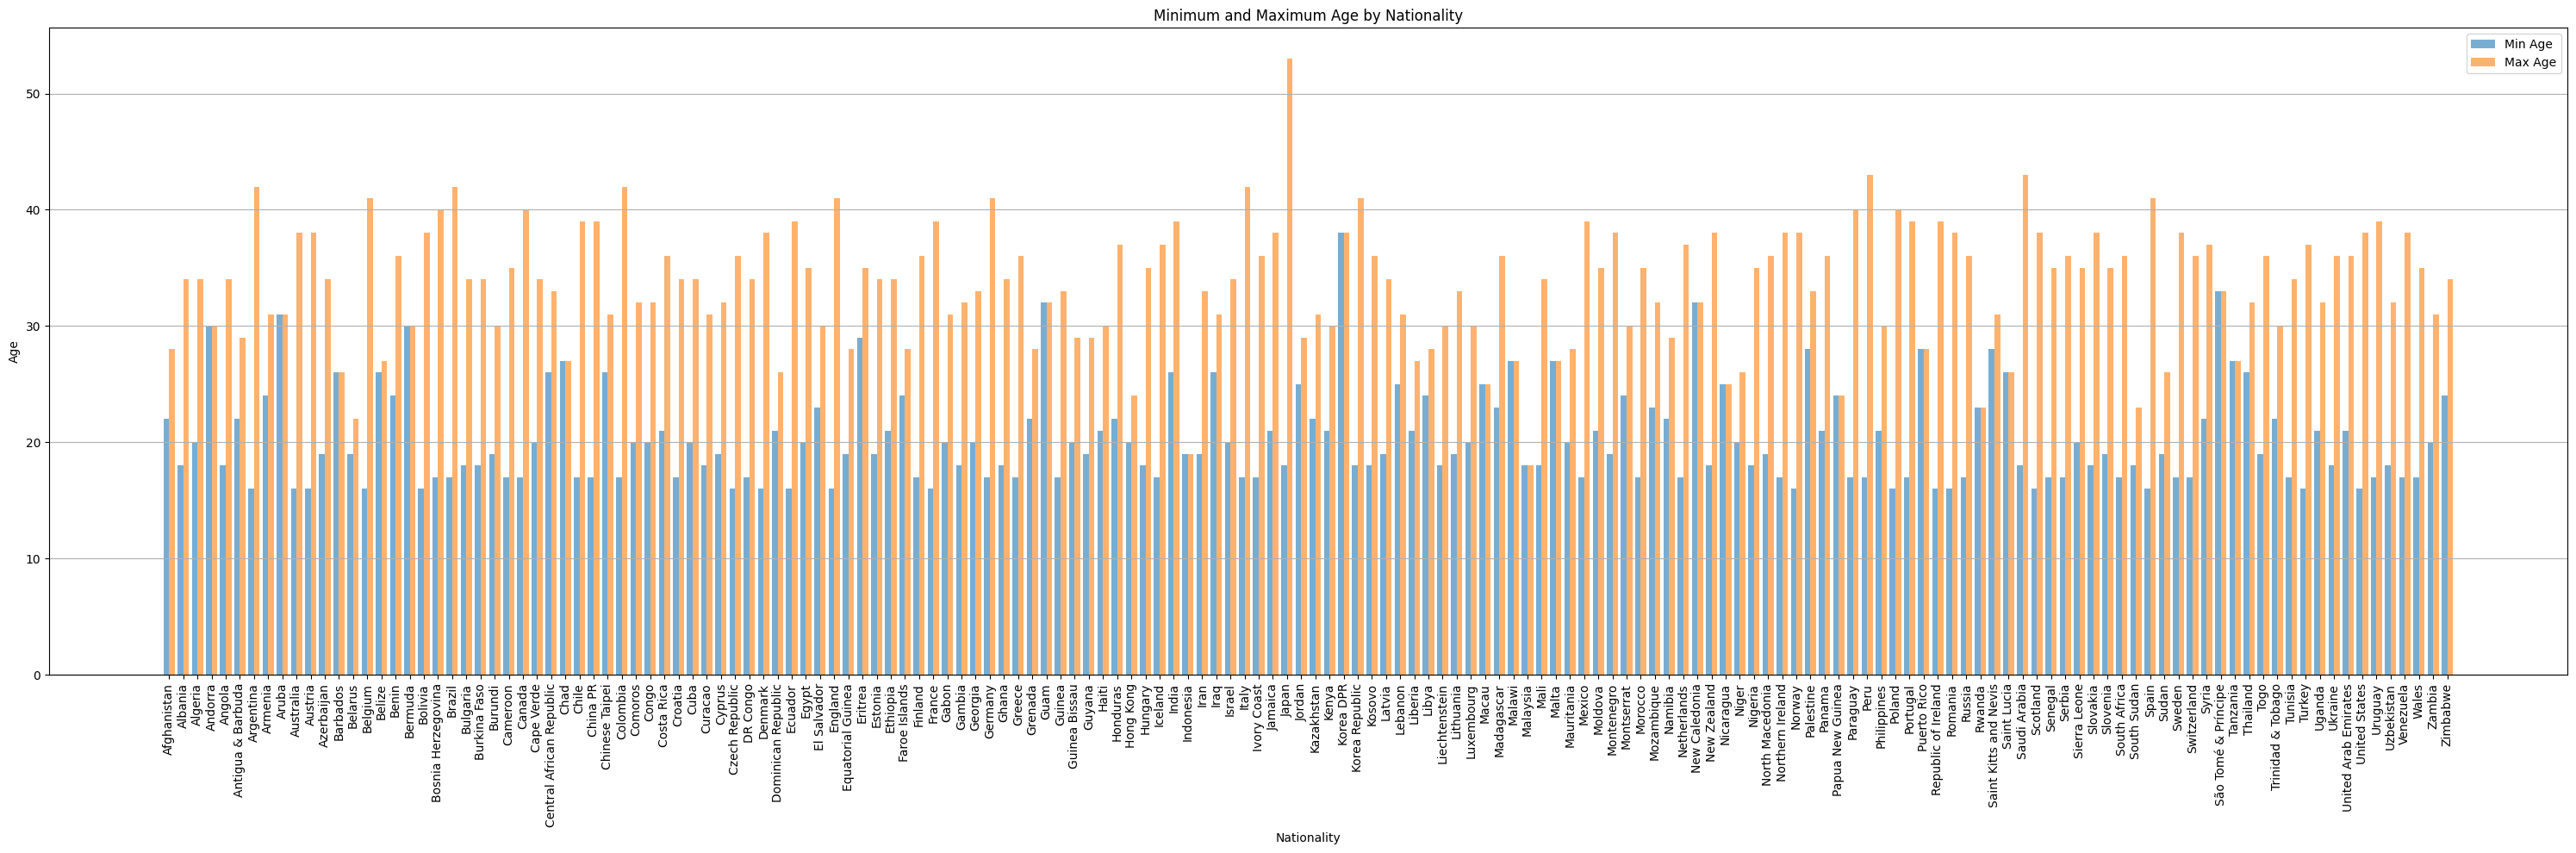 Minimum and Maximum Age by Nationality
Min Age
Max Age
50
40
30
20
10
0
Age
Afghanistan
Albania
Algeria
Andorra
Angola
Antigua & Barbuda
Argentina
Armenia
Aruba
Australia
Austria
Azerbaijan
Barbados
Belarus
Belgium
Belize
Benin
Bermuda
Bolivia
Bosnia Herzegovina
Brazil
Bulgaria
Burkina Faso
Burundi
Cameroon
Canada
Cape Verde
Central African Republic
Chad
Chile
China PR
Chinese Taipei
Colombia
Comoros
Congo
Costa Rica
Croatia
Cuba
Curacao
Cyprus
Czech Republic
DR Congo
Denmark
Dominican Republic
Ecuador
Egypt
El Salvador
England
Equatorial Guinea
Eritrea
Estonia
Ethiopia
Faroe Islands
Finland
France
Gabon
Gambia
Georgia
Germany
Ghana
Greece
Grenada
Guam
Guinea
Guinea Bissau
Guyana
Haiti
Honduras
Hong Kong
Hungary
Iceland
India
Indonesia
Iran
Iraq
Israel
Italy
Ivory Coast
Jamaica
Japan
Jordan
Kazakhstan
Kenya
Korea DPR
Korea Republic
Kosovo
Latvia
Lebanon
Liberia
Libya
Liechtenstein
Lithuania
Luxembourg
Macau
Madagascar
Malawi
Malaysia
Mali
Malta
Mauritania
Mexico
Moldova
Montenegro
Montserrat
Morocco
Mozambique
Namibia
Netherlands
New Caledonia
New Zealand
Nicaragua
Niger
Nigeria
North Macedonia
Northern Ireland
Norway
Palestine
Panama
Papua New Guinea
Paraguay
Peru
Philippines
Poland
Portugal
Puerto Rico
Republic of Ireland
Romania
Russia
Rwanda
Saint Kitts and Nevis
Saint Lucia
Saudi Arabia
Scotland
Senegal
Serbia
Sierra Leone
Slovakia
Slovenia
South Africa
South Sudan
Spain
Sudan
Sweden
Switzerland
Syria
São Tomé & Príncipe
Tanzania
Thailand
Togo
Trinidad & Tobago
Tunisia
Turkey
Uganda
Ukraine
United Arab Emirates
United States
Uruguay
Uzbekistan
Venezuela
Wales
Zambia
Zimbabwe
Nationality